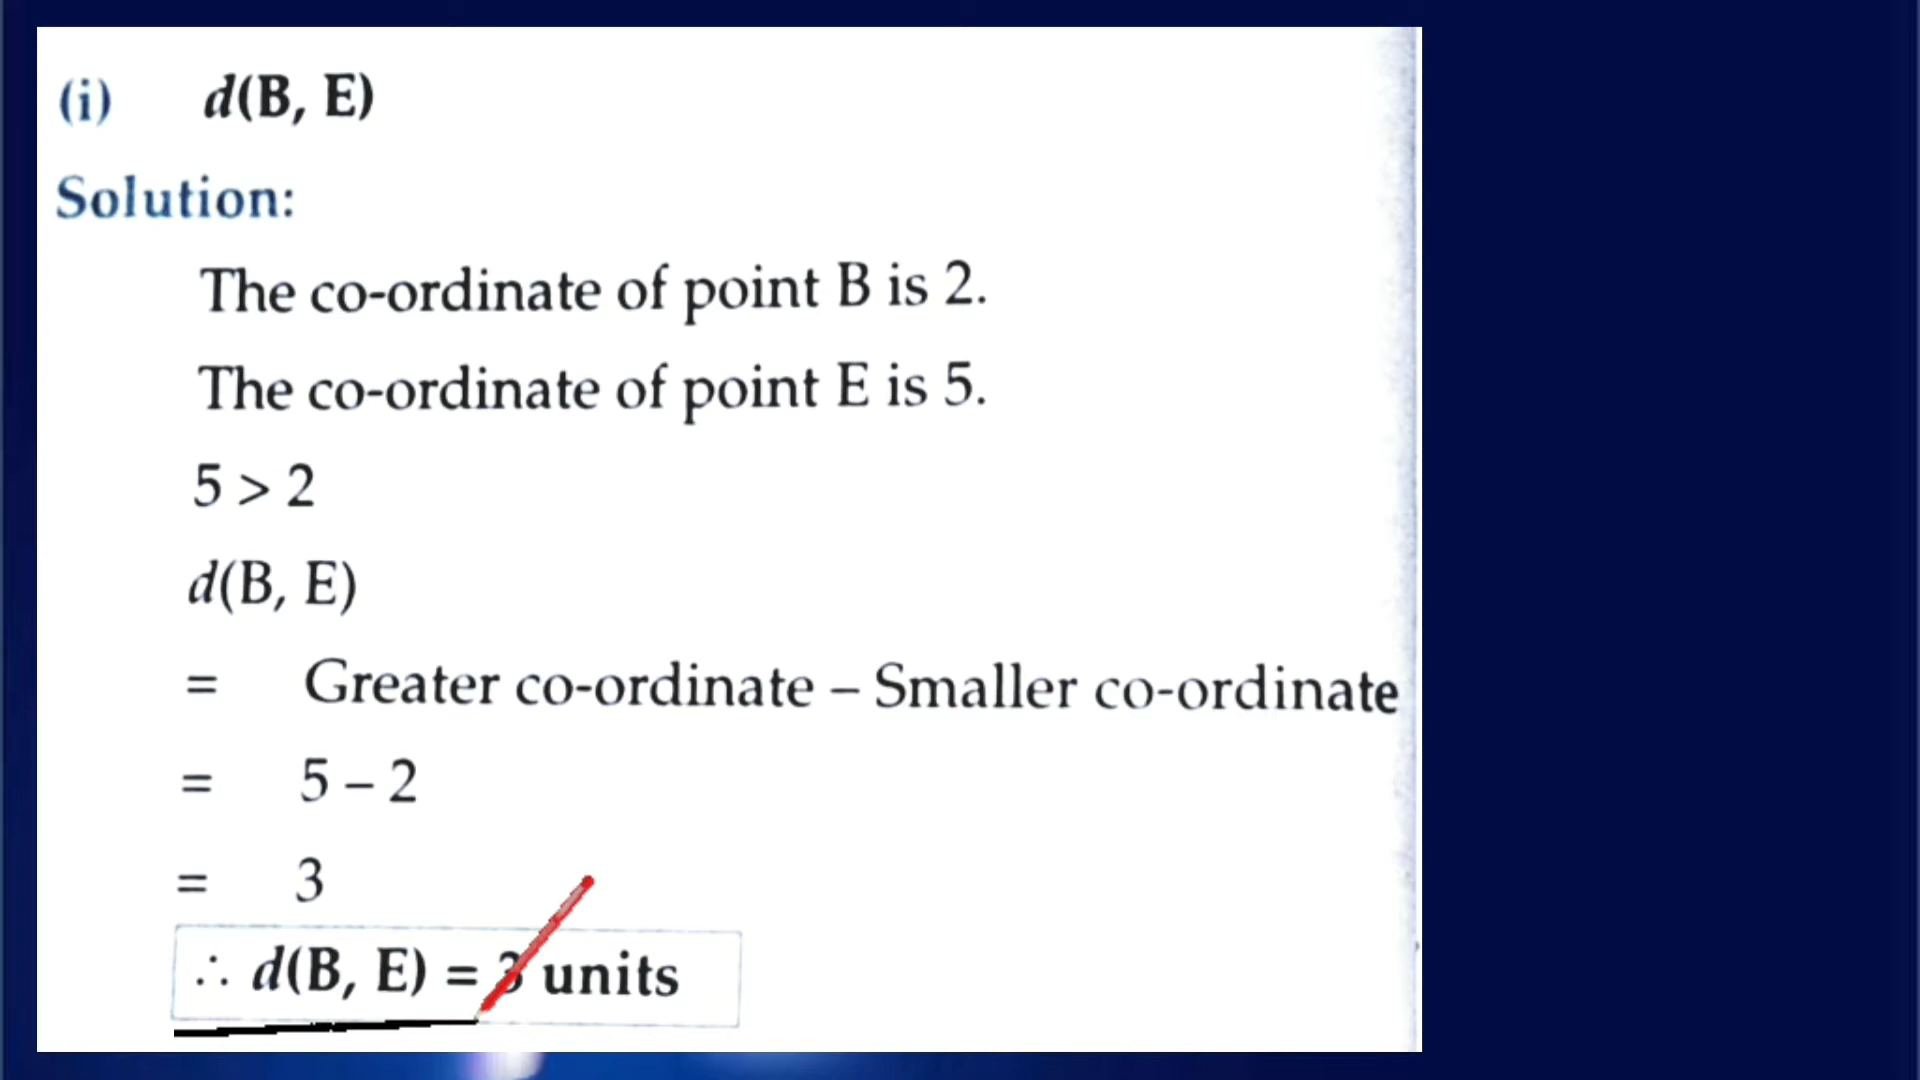 (i) d(B, E)
Solution:
The co-ordinate of point B is 2.
The co-ordinate of point E is 5.
5 > 2
d(B, E)
= Greater co-ordinate – Smaller co-ordinate
= 5 – 2
= 3
∴ d(B, E) = 3 units